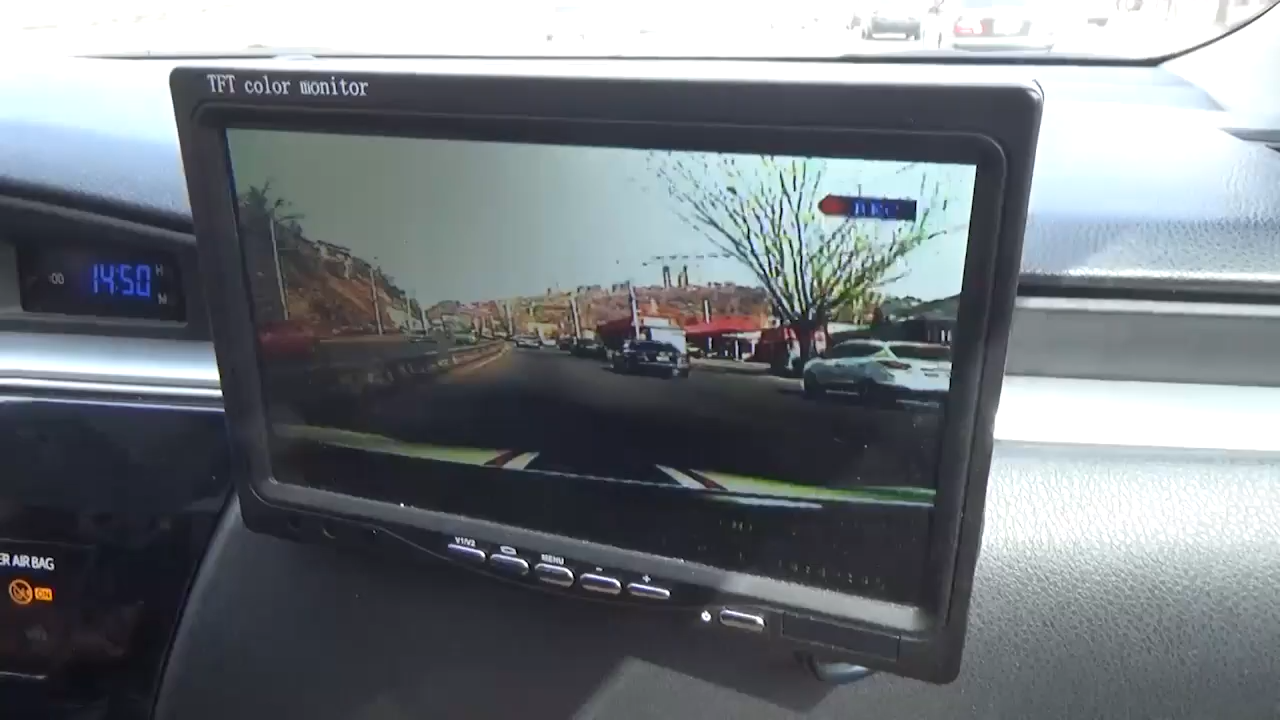 TFT color monitor
14:50
H
M
ER AIR BAG
ON
V1/V2
MENU
-
+